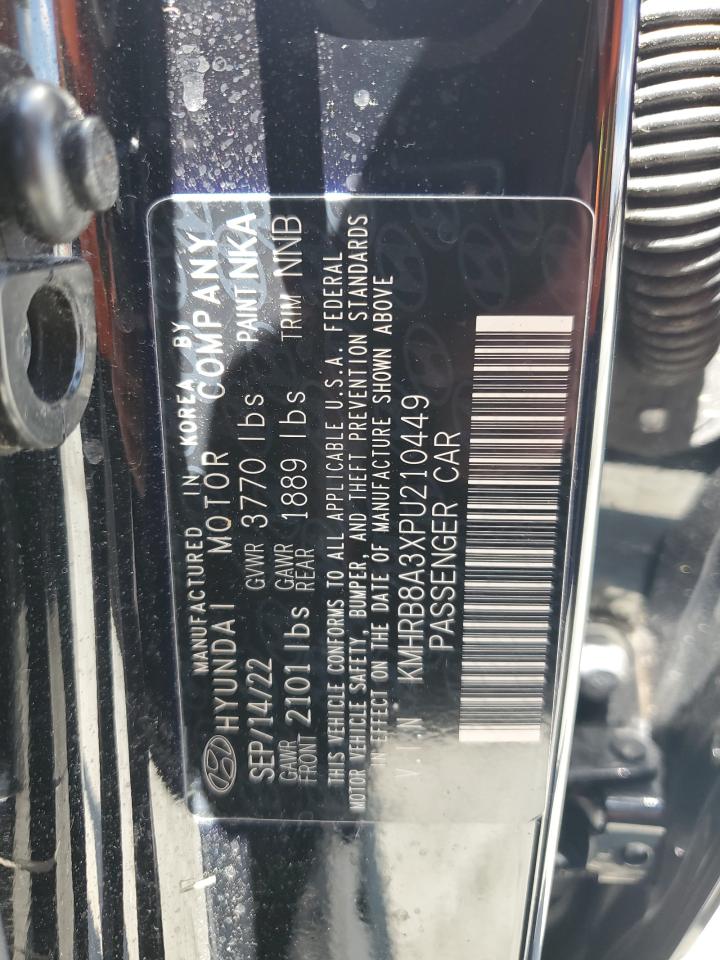 MANUFACTURED IN KOREA BY
HYUNDAI MOTOR COMPANY
SEP/14/22 GVWR 3770 lbs PAINT NKA
GAWR FRONT 2101 lbs GAWR REAR 1889 lbs TRIM NNB
THIS VEHICLE CONFORMS TO ALL APPLICABLE U.S.A. FEDERAL
MOTOR VEHICLE SAFETY, BUMPER, AND THEFT PREVENTION STANDARDS
IN EFFECT ON THE DATE OF MANUFACTURE SHOWN ABOVE
V.I.N KMHRB8A3XPU210449
PASSENGER CAR